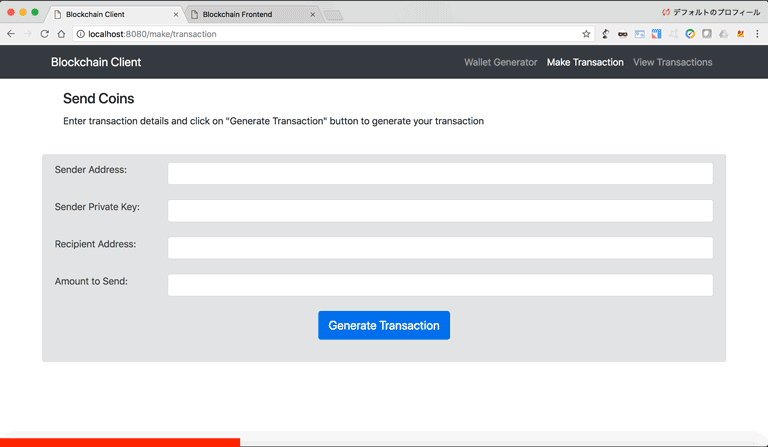 Blockchain Client
Blockchain Frontend
デフォルトのプロフィール
localhost:8080/make/transaction
Blockchain Client
Wallet Generator
Make Transaction
View Transactions
Send Coins
Enter transaction details and click on "Generate Transaction" button to generate your transaction
Sender Address:
Sender Private Key:
Recipient Address:
Amount to Send:
Generate Transaction